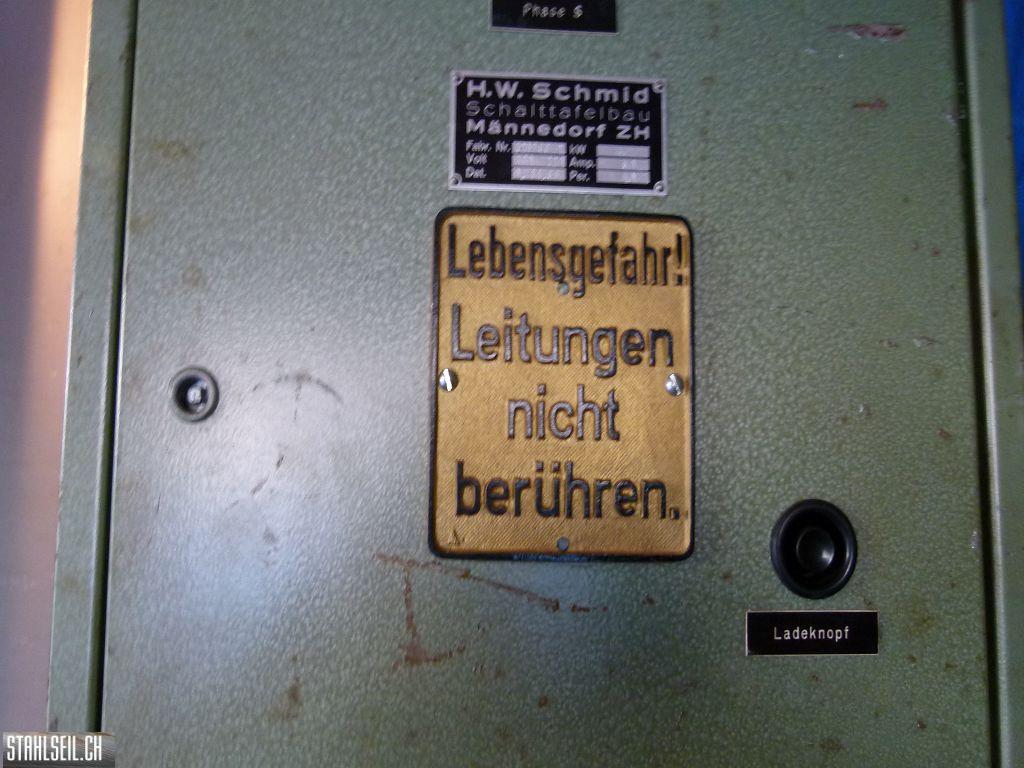 Phase S
H.W. Schmid
Schalttafelbau
Männedorf ZH
Fabr. Nr. kW
Volt Amp.
Dat. Per.
Lebensgefahr!
Leitungen
nicht
berühren.
Ladeknopf
STAHLSEIL.CH